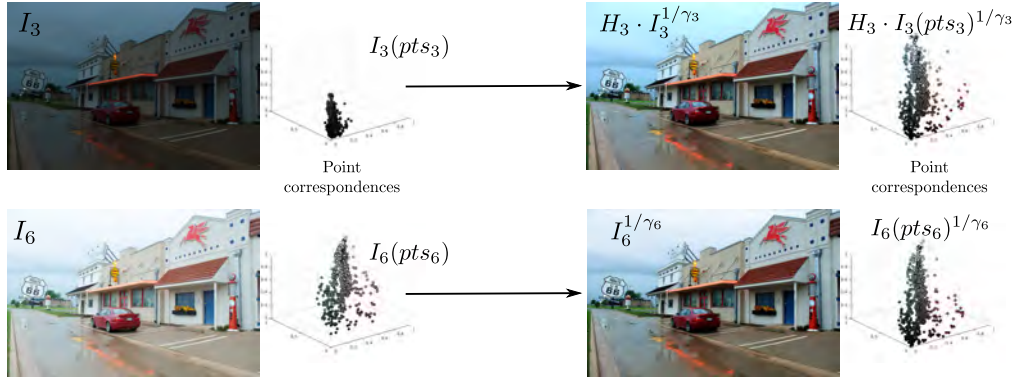 I₃
I₃(pts₃)
H₃ · I₃^{1/γ₃}
H₃ · I₃(pts₃)^{1/γ₃}
Point
correspondences
Point
correspondences
I₆
I₆(pts₆)
I₆^{1/γ₆}
I₆(pts₆)^{1/γ₆}